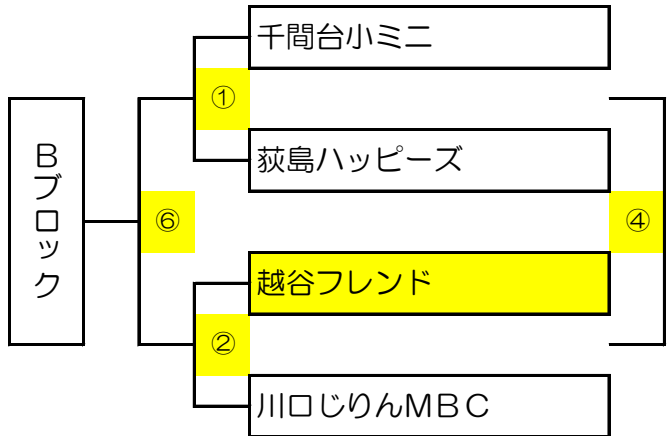 千間台小ミニ
①
荻島ハッピーズ
Bブロック
⑥
④
越谷フレンド
②
川口じりんMBC